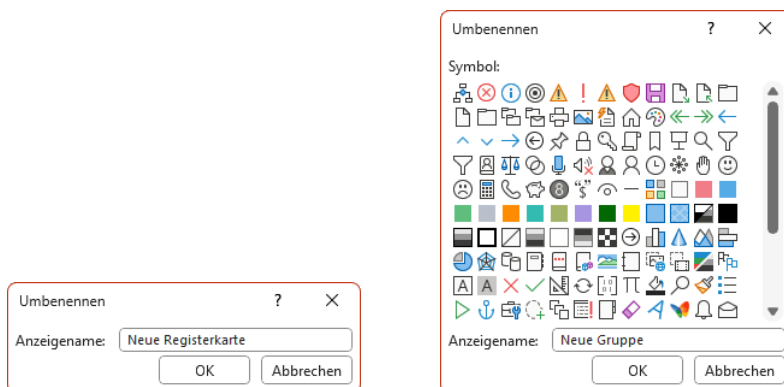 Umbenennen ?
Symbol:
Anzeigename: Neue Gruppe
OK Abbrechen
Umbenennen ?
Anzeigename: Neue Registerkarte
OK Abbrechen